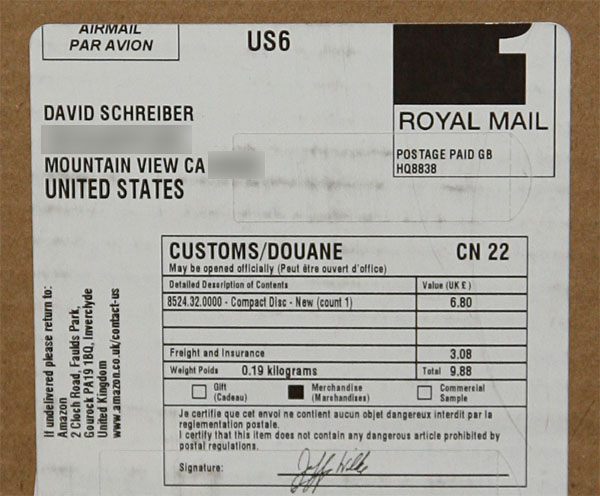 AIRMAIL
PAR AVION
US6
1
ROYAL MAIL
POSTAGE PAID GB
HQ8838
DAVID SCHREIBER
MOUNTAIN VIEW CA
UNITED STATES
CUSTOMS/DOUANE CN 22
May be opened officially (Peut être ouvert d'office)
Detailed Description of Contents Value (UK £)
8524.32.0000 - Compact Disc - New (count 1) 6.80
Freight and Insurance 3.08
Weight Poids 0.19 kilograms Total 9.88
Gift (Cadeau) Merchandise (Marchandises) Commercial Sample
Je certifie que cet envoi ne contient aucun objet dangereux interdit par la
reglementation postale.
I certify that this item does not contain any dangerous article prohibited by
postal regulations.
Signature:
If undelivered please return to:
Amazon
2 Cloch Road, Faulds Park,
Gourock PA19 1BQ, Inverclyde
United Kingdom
www.amazon.co.uk/contact-us